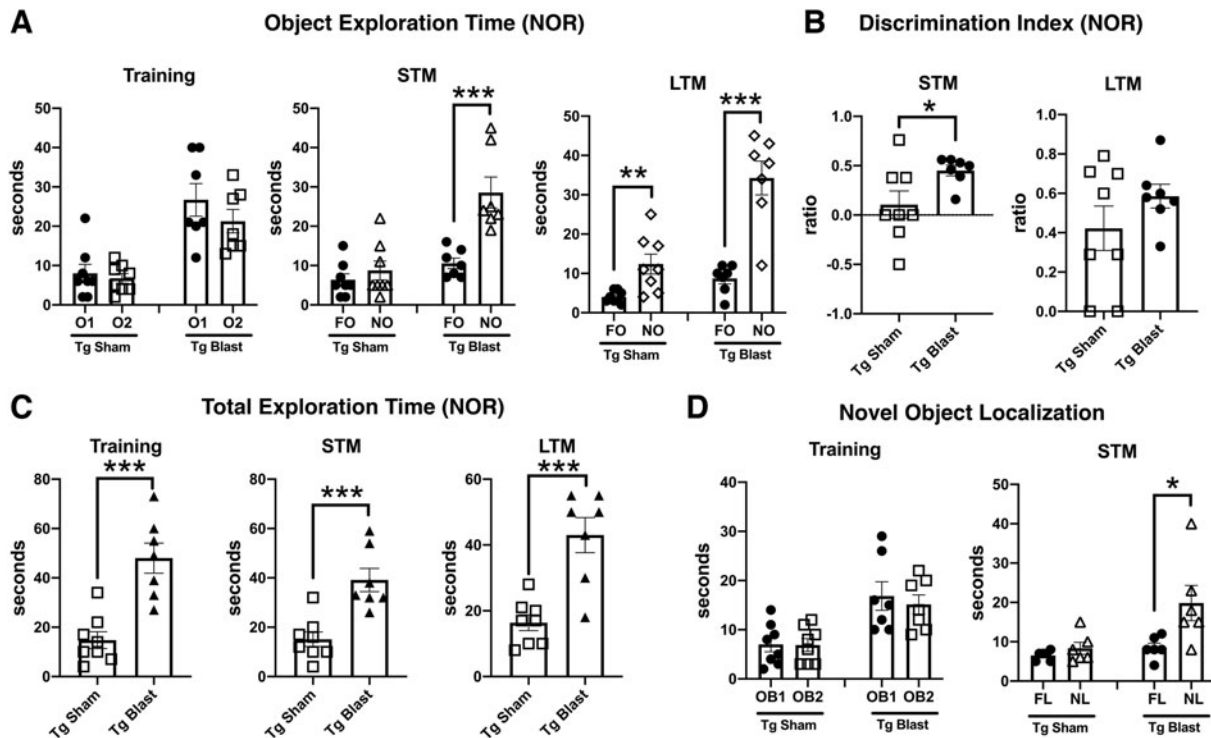 A
Object Exploration Time (NOR)
Training
seconds
50
40
30
20
10
0
O1 O2 O1 O2
Tg Sham Tg Blast
STM
***
seconds
50
40
30
20
10
0
FO NO FO NO
Tg Sham Tg Blast
LTM
** ***
seconds
50
40
30
20
10
0
FO NO FO NO
Tg Sham Tg Blast
B
Discrimination Index (NOR)
STM
*
ratio
1.0
0.5
0.0
-1.0
Tg Sham Tg Blast
LTM
ratio
1.0
0.8
0.6
0.4
0.2
0.0
Tg Sham Tg Blast
C
Total Exploration Time (NOR)
Training
***
seconds
80
60
40
20
0
Tg Sham Tg Blast
STM
***
seconds
80
60
40
20
0
Tg Sham Tg Blast
LTM
***
seconds
60
40
20
0
Tg Sham Tg Blast
D
Novel Object Localization
Training
seconds
40
30
20
10
0
OB1 OB2 OB1 OB2
Tg Sham Tg Blast
STM
*
seconds
50
40
30
20
10
0
FL NL FL NL
Tg Sham Tg Blast